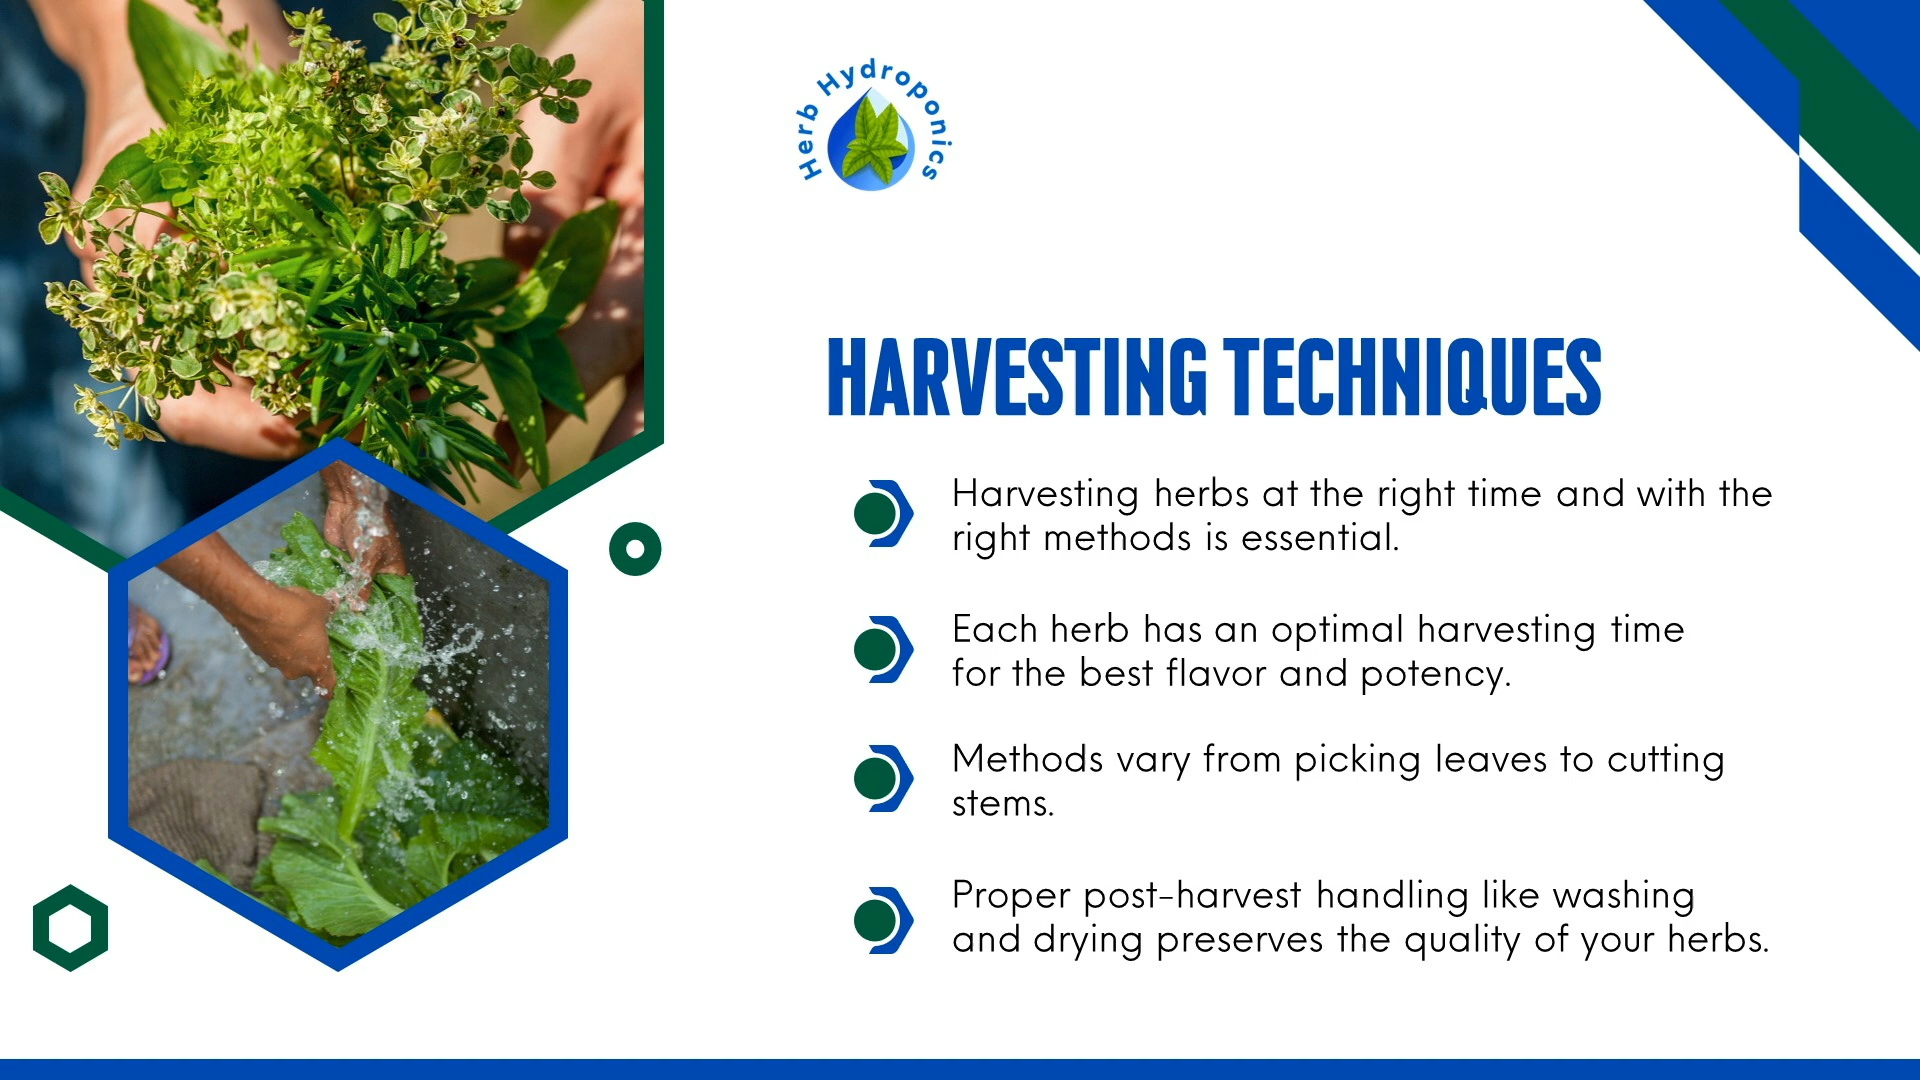 Herb Hydroponics
HARVESTING TECHNIQUES
Harvesting herbs at the right time and with the
right methods is essential.
Each herb has an optimal harvesting time
for the best flavor and potency.
Methods vary from picking leaves to cutting
stems.
Proper post-harvest handling like washing
and drying preserves the quality of your herbs.